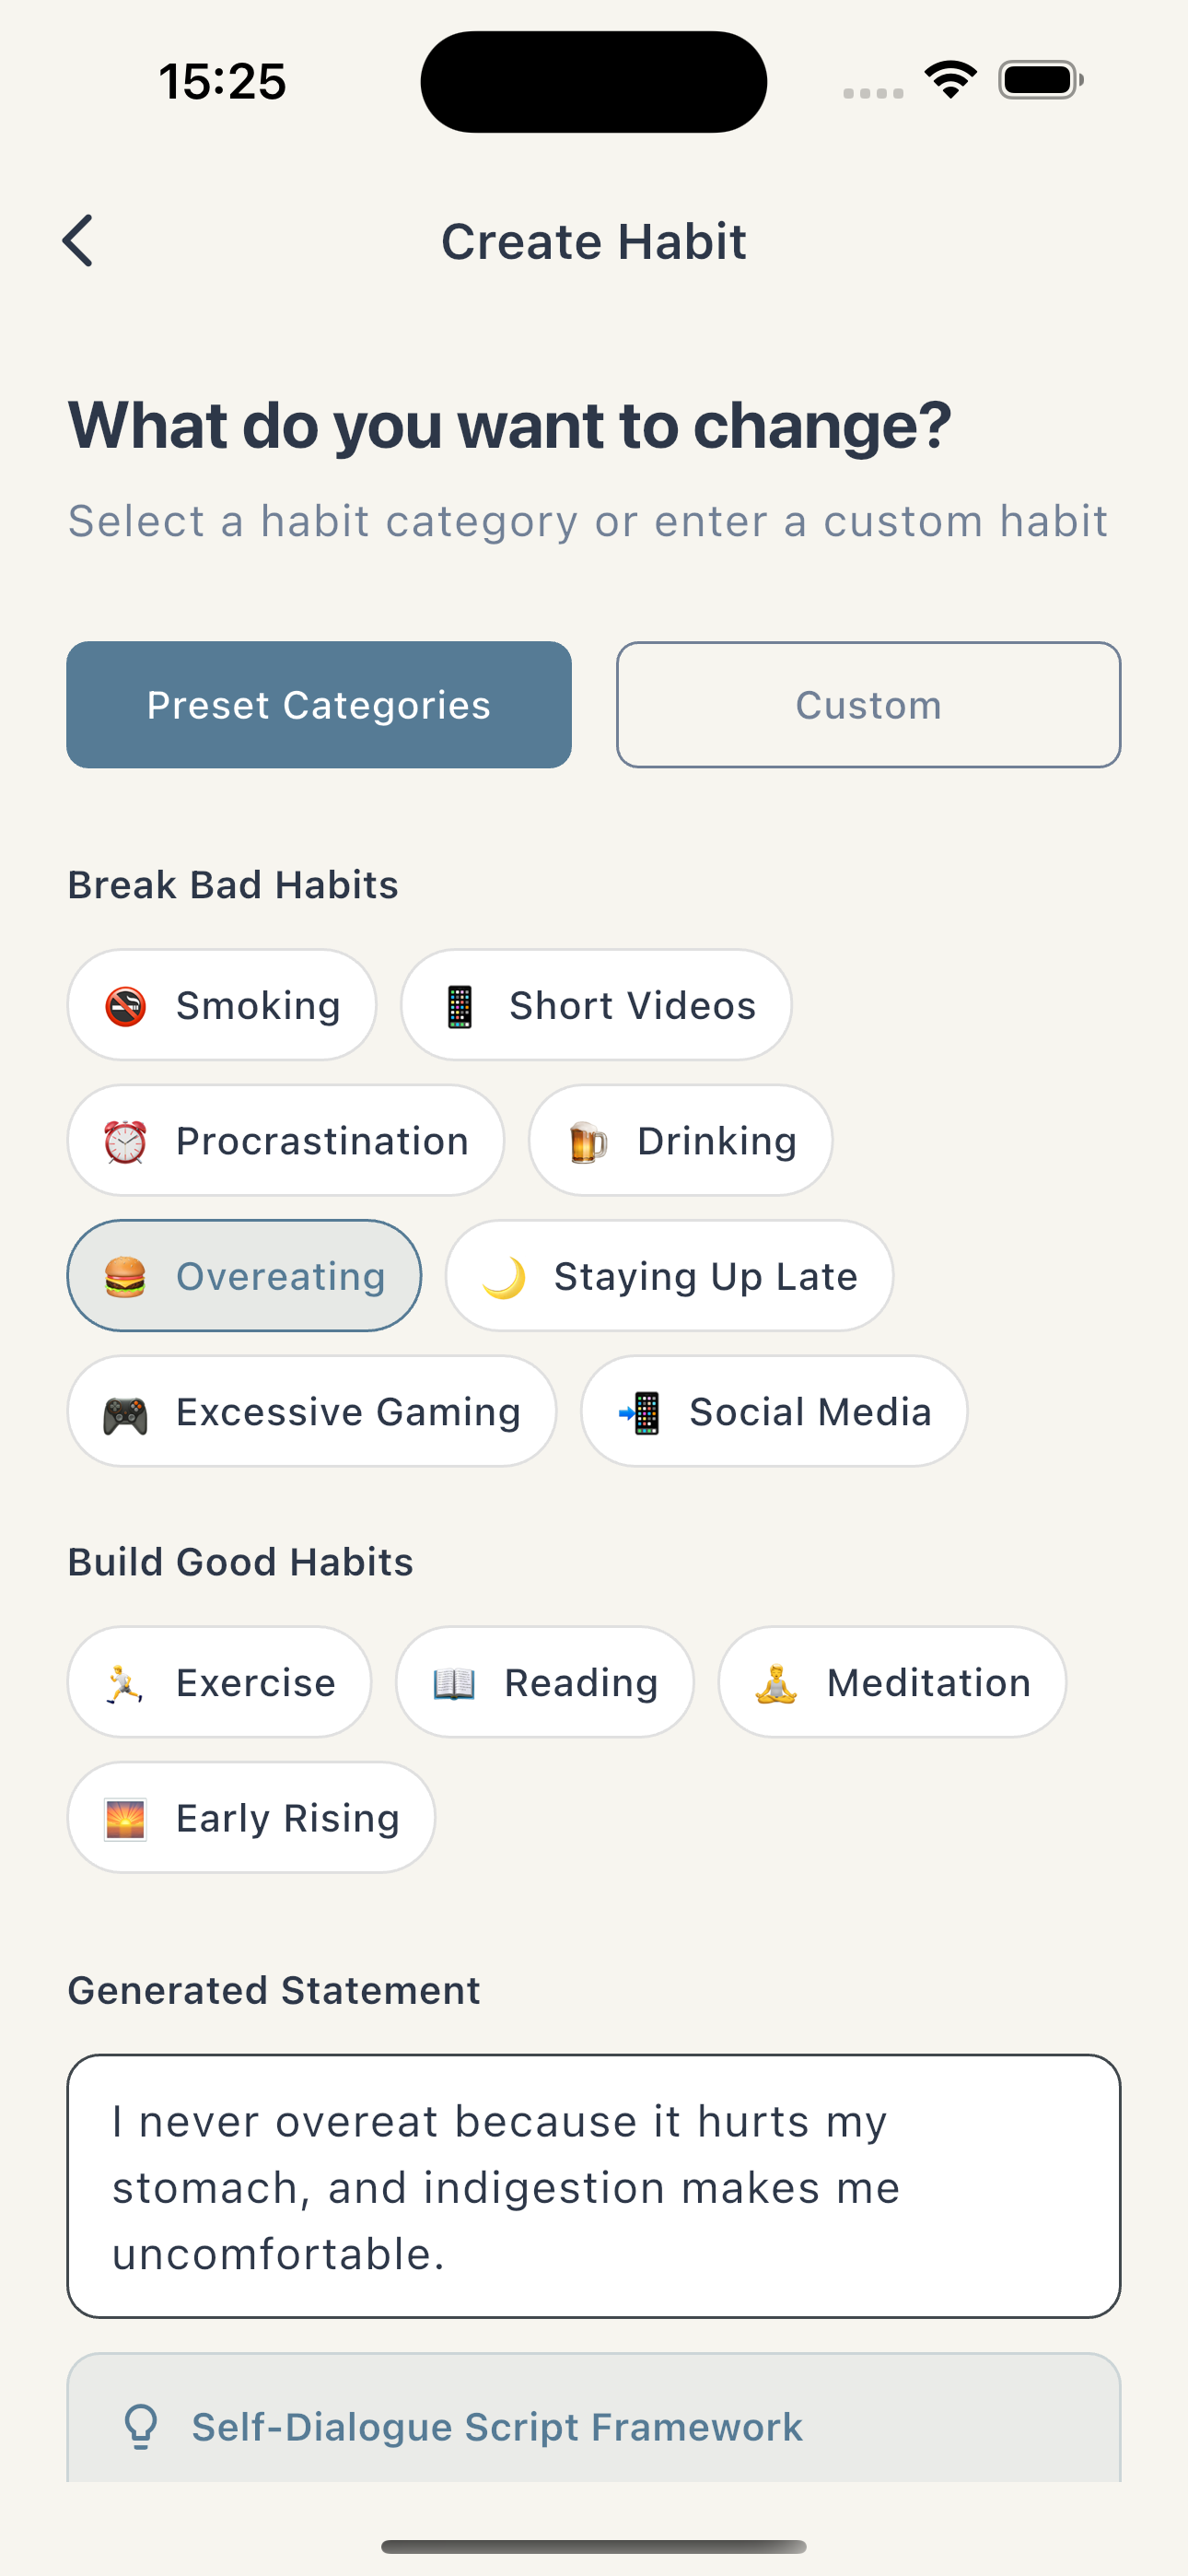 15:25
Create Habit
What do you want to change?
Select a habit category or enter a custom habit
Preset Categories
Custom
Break Bad Habits
Smoking
Short Videos
Procrastination
Drinking
Overeating
Staying Up Late
Excessive Gaming
Social Media
Build Good Habits
Exercise
Reading
Meditation
Early Rising
Generated Statement
I never overeat because it hurts my
stomach, and indigestion makes me
uncomfortable.
Self-Dialogue Script Framework